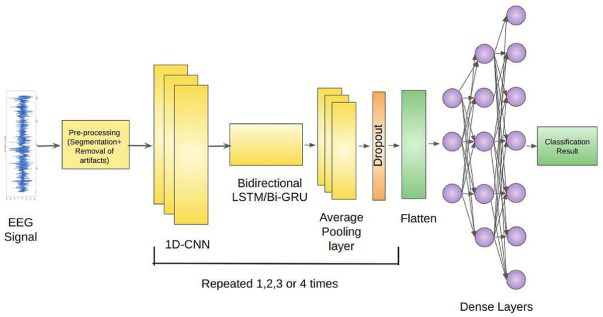 EEG
Signal
Pre-processing
(Segmentation+
Removal of
artifacts)
1D-CNN
Bidirectional
LSTM/Bi-GRU
Average
Pooling
layer
Dropout
Flatten
Repeated 1,2,3 or 4 times
Dense Layers
Classification
Result